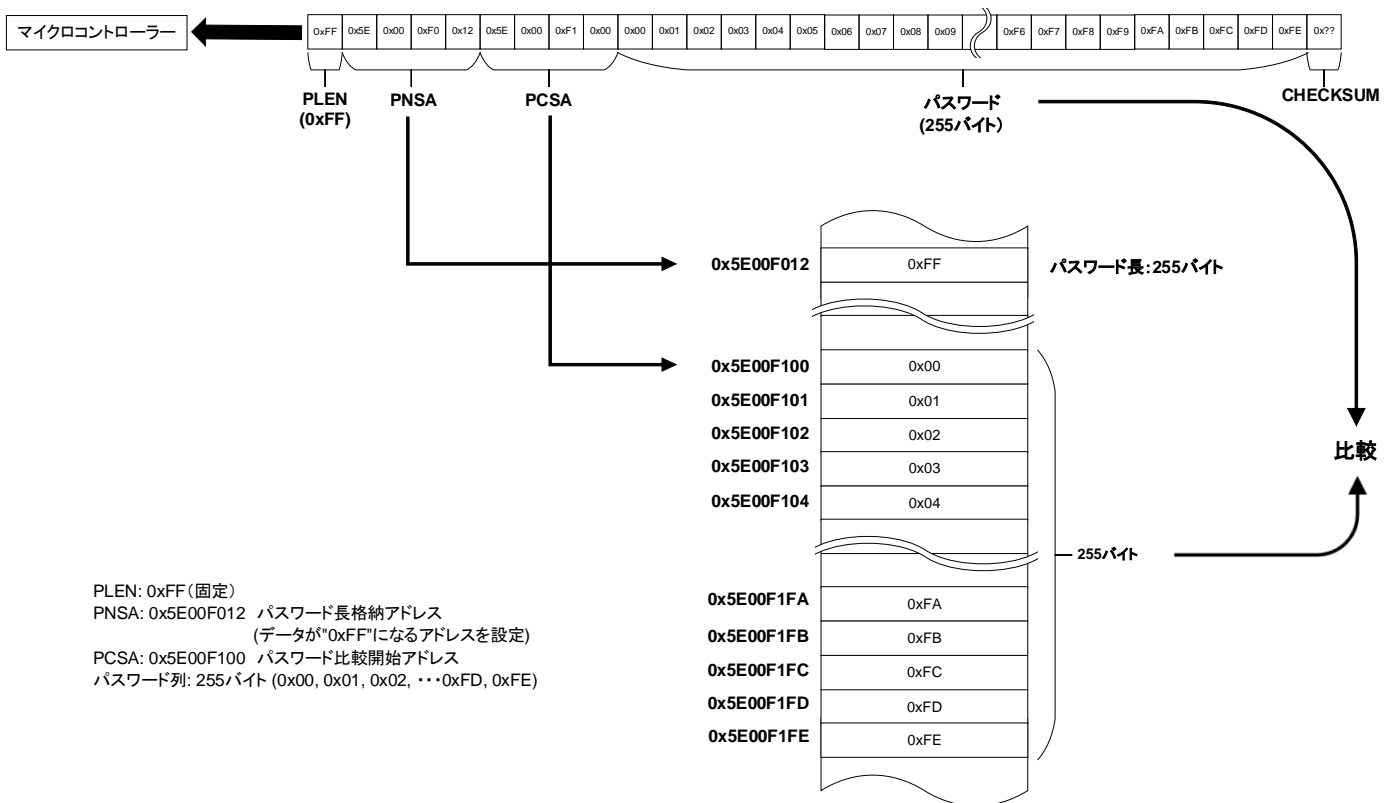 マイクロコントローラー
0xFF 0x5E 0x00 0xF0 0x12 0x5E 0x00 0xF1 0x00 0x00 0x01 0x02 0x03 0x04 0x05 0x06 0x07 0x08 0x09 0xF6 0xF7 0xF8 0xF9 0xFA 0xFB 0xFC 0xFD 0xFE 0x??
PLEN
(0xFF)
PNSA
PCSA
パスワード
(255バイト)
CHECKSUM
0x5E00F012 0xFF パスワード長:255バイト
0x5E00F100 0x00
0x5E00F101 0x01
0x5E00F102 0x02
0x5E00F103 0x03
0x5E00F104 0x04
比較
255バイト
0x5E00F1FA 0xFA
0x5E00F1FB 0xFB
0x5E00F1FC 0xFC
0x5E00F1FD 0xFD
0x5E00F1FE 0xFE
PLEN: 0xFF(固定)
PNSA: 0x5E00F012 パスワード長格納アドレス
(データが"0xFF"になるアドレスを設定)
PCSA: 0x5E00F100 パスワード比較開始アドレス
パスワード列: 255バイト (0x00, 0x01, 0x02, ・・・0xFD, 0xFE)